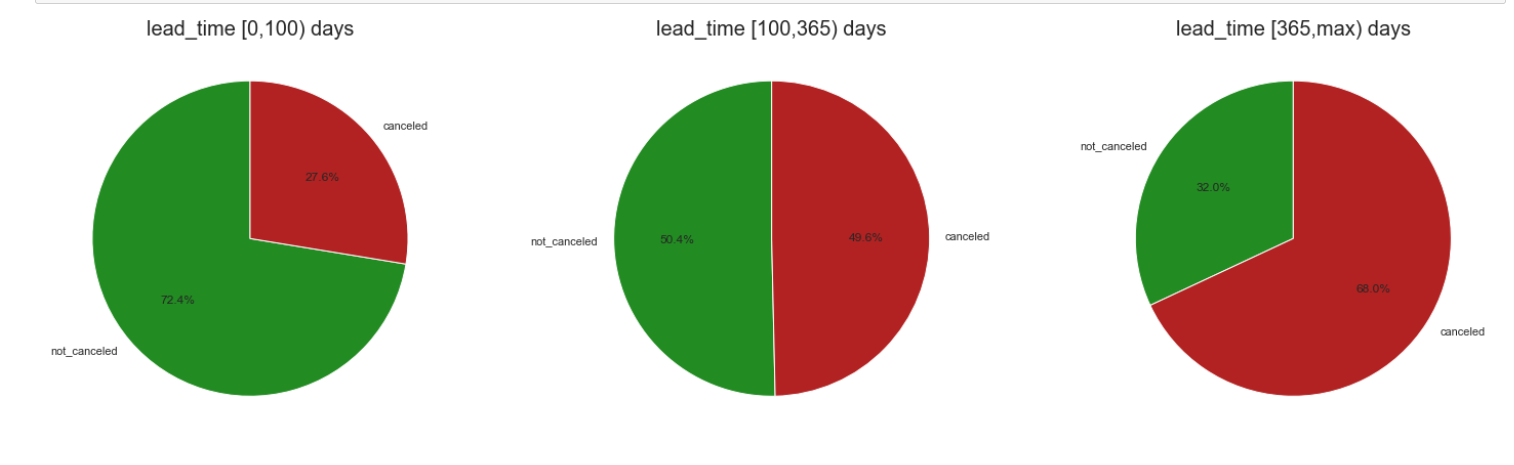 lead_time [0,100) days
canceled
27.6%
72.4%
not_canceled
lead_time [100,365) days
not_canceled
50.4%
49.6%
canceled
lead_time [365,max) days
not_canceled
32.0%
68.0%
canceled